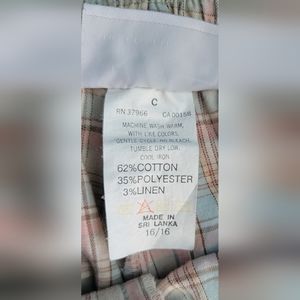 C
RN 37966 CA 00158
MACHINE WASH WARM,
WITH LIKE COLORS,
GENTLE CYCLE. NO BLEACH.
TUMBLE DRY LOW.
COOL IRON.
62%COTTON
35%POLYESTER
3%LINEN
MADE IN
SRI LANKA
16/16